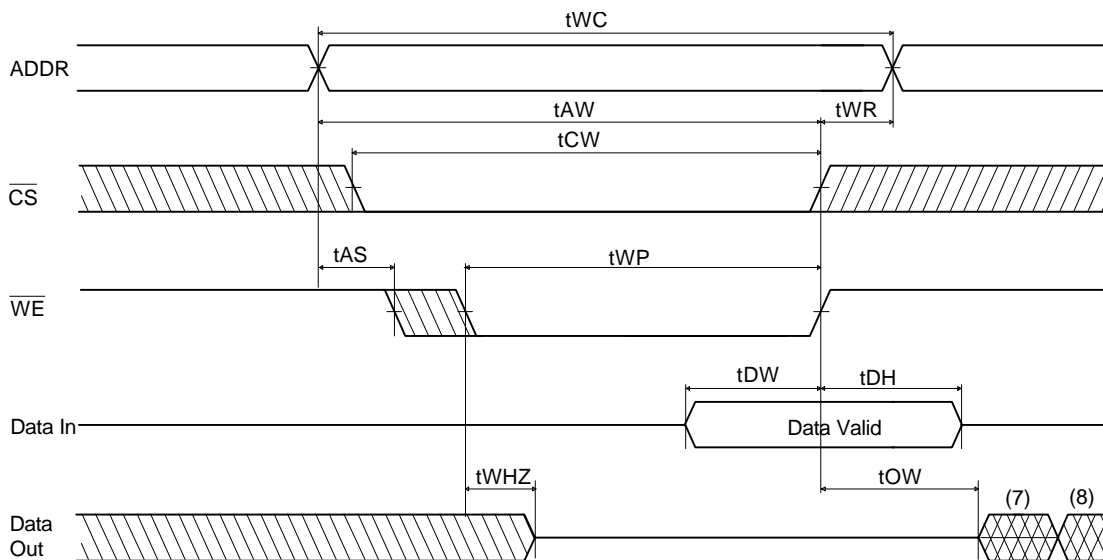 tWC
ADDR
tAW
tWR
tCW
CS
tAS
tWP
WE
tDW
tDH
Data In
Data Valid
tWHZ
tOW
(7)
(8)
Data
Out